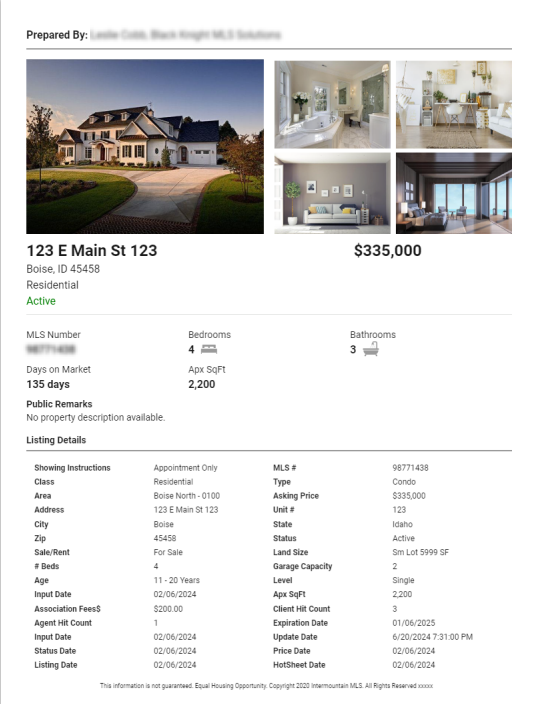 Prepared By:
123 E Main St 123 $335,000
Boise, ID 45458
Residential
Active
MLS Number Bedrooms Bathrooms
4 3
Days on Market Apx SqFt
135 days 2,200
Public Remarks
No property description available.
Listing Details
Showing Instructions Appointment Only MLS # 98771438
Class Residential Type Condo
Area Boise North - 0100 Asking Price $335,000
Address 123 E Main St 123 Unit # 123
City Boise State Idaho
Zip 45458 Status Active
Sale/Rent For Sale Land Size Sm Lot 5999 SF
# Beds 4 Garage Capacity 2
Age 11 - 20 Years Level Single
Input Date 02/06/2024 Apx SqFt 2,200
Association Fees$ $200.00 Client Hit Count 3
Agent Hit Count 1 Expiration Date 01/06/2025
Input Date 02/06/2024 Update Date 6/20/2024 7:31:00 PM
Status Date 02/06/2024 Price Date 02/06/2024
Listing Date 02/06/2024 HotSheet Date 02/06/2024
This information is not guaranteed. Equal Housing Opportunity. Copyright 2020 Intermountain MLS. All Rights Reserved xxxxx